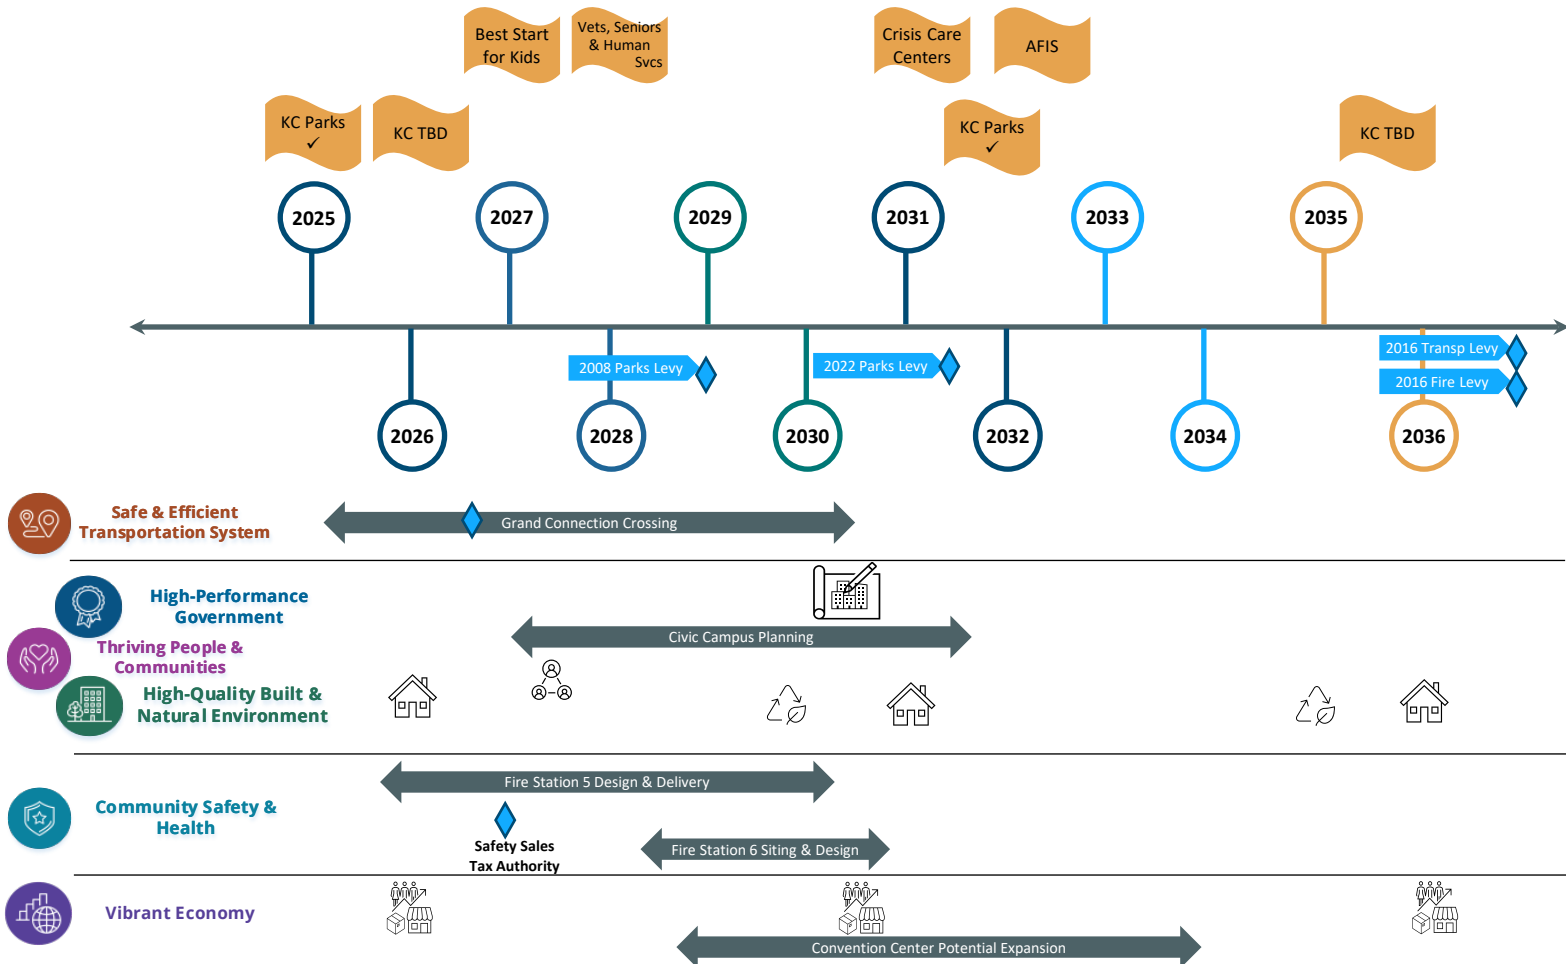 Best Start
for Kids
Vets, Seniors
& Human
Svcs
Crisis Care
Centers
AFIS
KC Parks
✓
KC TBD
KC Parks
✓
KC TBD
2025
2027
2029
2031
2033
2035
2008 Parks Levy
2022 Parks Levy
2016 Transp Levy
2016 Fire Levy
2026
2028
2030
2032
2034
2036
Safe & Efficient
Transportation System
Grand Connection Crossing
High-Performance
Government
Civic Campus Planning
Thriving People &
Communities
High-Quality Built &
Natural Environment
Fire Station 5 Design & Delivery
Community Safety &
Health
Safety Sales
Tax Authority
Fire Station 6 Siting & Design
Vibrant Economy
Convention Center Potential Expansion